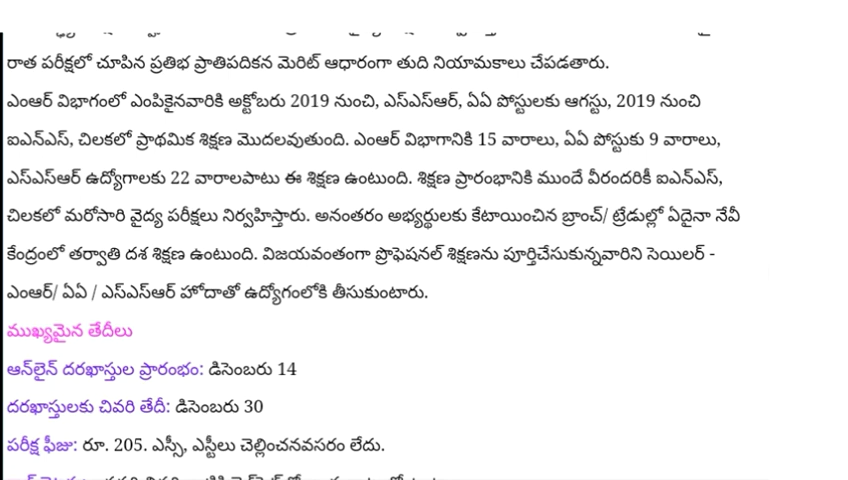 రాత పరీక్షలో చూపిన ప్రతిభ ప్రాతిపదికన మెరిట్ ఆధారంగా తుది నియామకాలు చేపడతారు.
ఎంఆర్ విభాగంలో ఎంపికైనవారికి అక్టోబరు 2019 నుంచి, ఎస్ఎస్ఆర్, ఏఏ పోస్టులకు ఆగస్టు, 2019 నుంచి
ఐఎన్ఎస్, చిలకలో ప్రాథమిక శిక్షణ మొదలవుతుంది. ఎంఆర్ విభాగానికి 15 వారాలు, ఏఏ పోస్టుకు 9 వారాలు,
ఎస్ఎస్ఆర్ ఉద్యోగాలకు 22 వారాలపాటు ఈ శిక్షణ ఉంటుంది. శిక్షణ ప్రారంభానికి ముందే వీరందరికీ ఐఎన్ఎస్,
చిలకలో మరోసారి వైద్య పరీక్షలు నిర్వహిస్తారు. అనంతరం అభ్యర్థులకు కేటాయించిన బ్రాంచ్/ ట్రేడుల్లో ఏదైనా నేవీ
కేంద్రంలో తర్వాతి దశ శిక్షణ ఉంటుంది. విజయవంతంగా ప్రొఫెషనల్ శిక్షణను పూర్తిచేసుకున్నవారిని సెయిలర్ -
ఎంఆర్/ ఏఏ / ఎస్ఎస్ఆర్ హోదాతో ఉద్యోగంలోకి తీసుకుంటారు.
ముఖ్యమైన తేదీలు
ఆన్‌లైన్ దరఖాస్తుల ప్రారంభం: డిసెంబరు 14
దరఖాస్తులకు చివరి తేదీ: డిసెంబరు 30
పరీక్ష ఫీజు: రూ. 205. ఎస్సీ, ఎస్టీలు చెల్లించనవసరం లేదు.